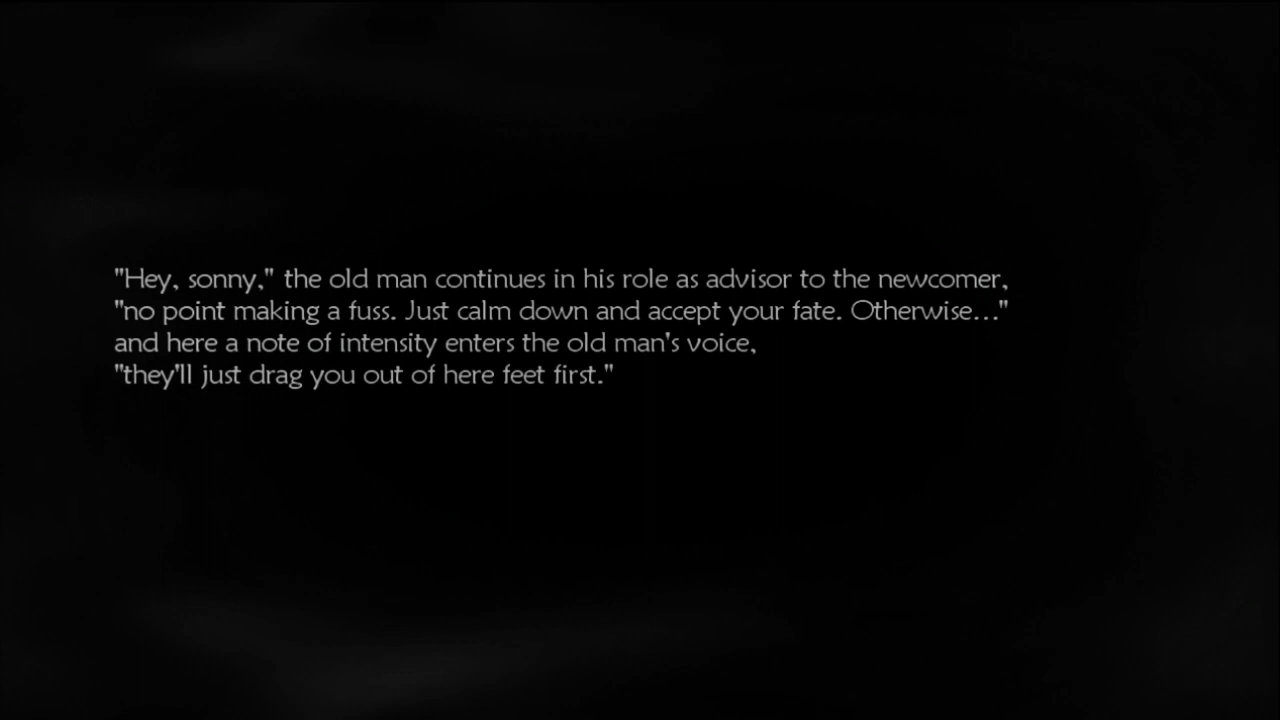 "Hey, sonny," the old man continues in his role as advisor to the newcomer,
"no point making a fuss. Just calm down and accept your fate. Otherwise..."
and here a note of intensity enters the old man's voice,
"they'll just drag you out of here feet first."